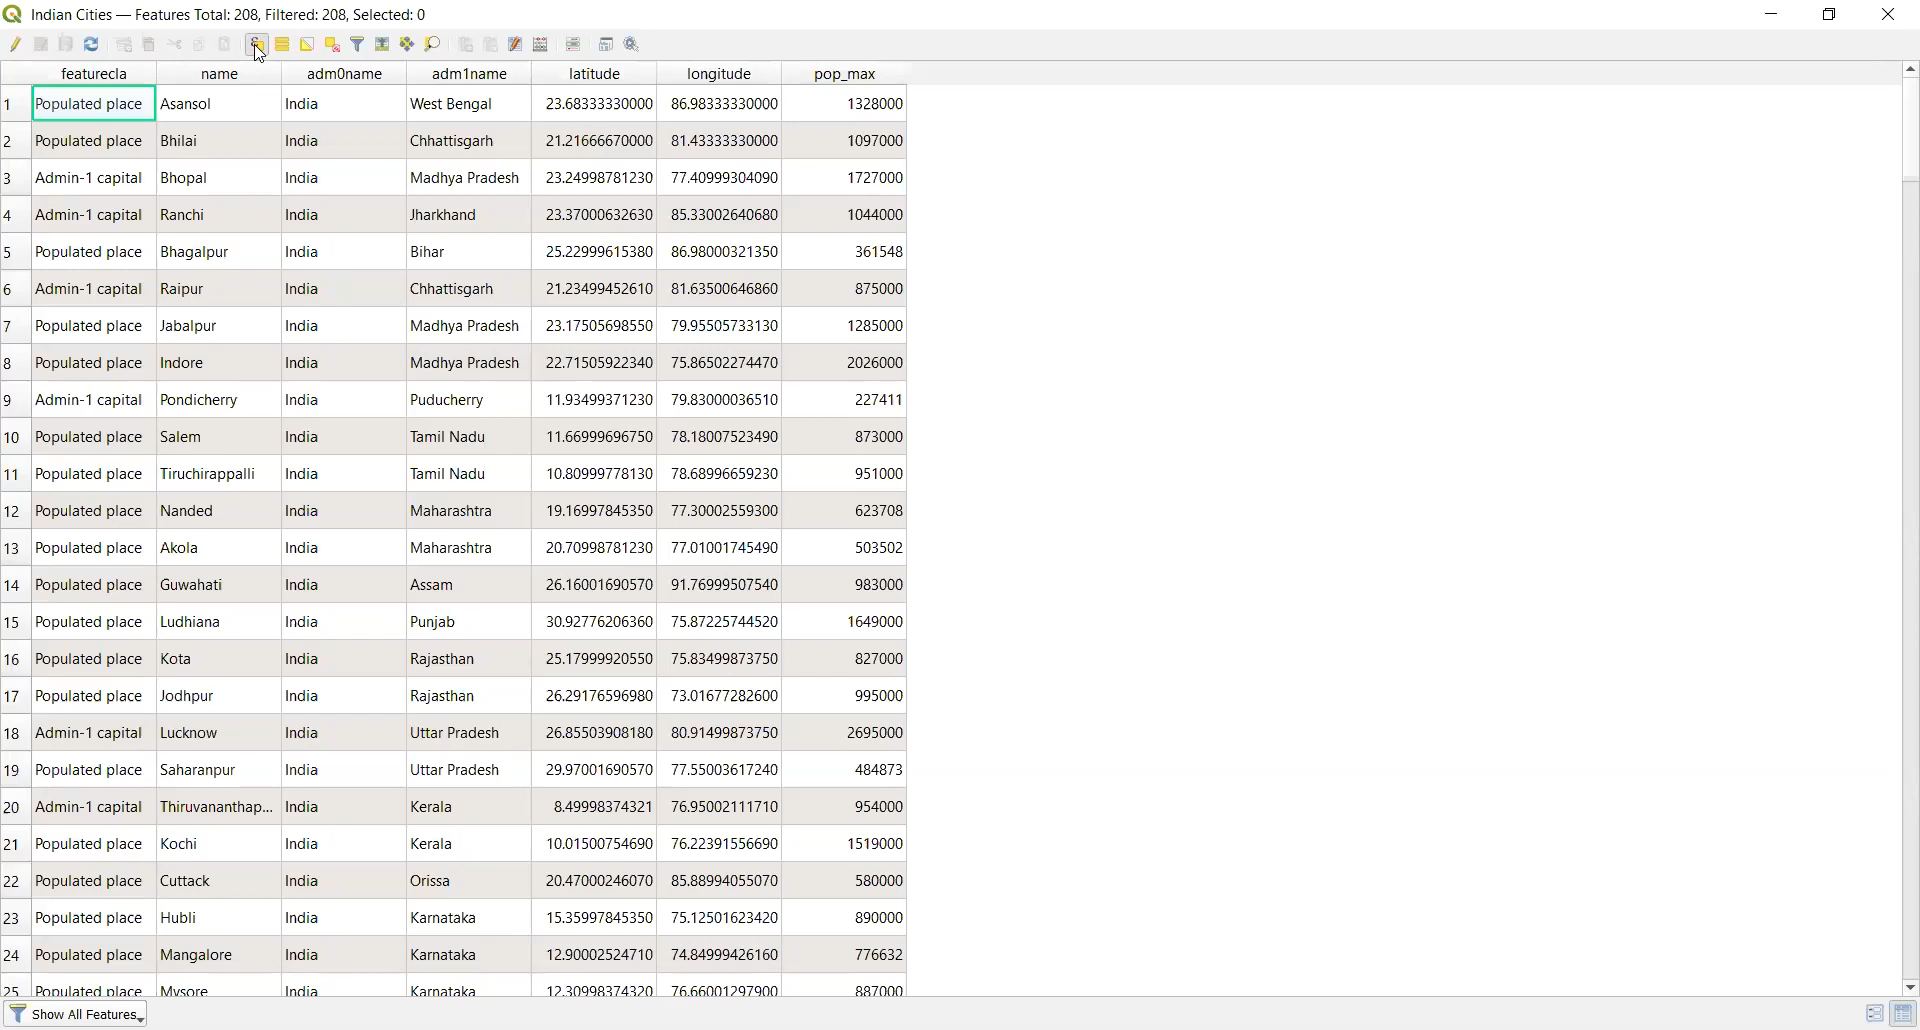 Indian Cities — Features Total: 208, Filtered: 208, Selected: 0
featurecla name adm0name adm1name latitude longitude pop_max
1 Populated place Asansol India West Bengal 23.68333330000 86.98333330000 1328000
2 Populated place Bhilai India Chhattisgarh 21.21666670000 81.43333330000 1097000
3 Admin-1 capital Bhopal India Madhya Pradesh 23.24998781230 77.40999304090 1727000
4 Admin-1 capital Ranchi India Jharkhand 23.37000632630 85.33002640680 1044000
5 Populated place Bhagalpur India Bihar 25.22999615380 86.98000321350 361548
6 Admin-1 capital Raipur India Chhattisgarh 21.23499452610 81.63500646860 875000
7 Populated place Jabalpur India Madhya Pradesh 23.17505698550 79.95505733130 1285000
8 Populated place Indore India Madhya Pradesh 22.71505922340 75.86502274470 2026000
9 Admin-1 capital Pondicherry India Puducherry 11.93499371230 79.83000036510 227411
10 Populated place Salem India Tamil Nadu 11.66999696750 78.18007523490 873000
11 Populated place Tiruchirappalli India Tamil Nadu 10.80999778130 78.68996659230 951000
12 Populated place Nanded India Maharashtra 19.16997845350 77.30002559300 623708
13 Populated place Akola India Maharashtra 20.70998781230 77.01001745490 503502
14 Populated place Guwahati India Assam 26.16001690570 91.76999507540 983000
15 Populated place Ludhiana India Punjab 30.92776206360 75.87225744520 1649000
16 Populated place Kota India Rajasthan 25.17999920550 75.83499873750 827000
17 Populated place Jodhpur India Rajasthan 26.29176596980 73.01677282600 995000
18 Admin-1 capital Lucknow India Uttar Pradesh 26.85503908180 80.91499873750 2695000
19 Populated place Saharanpur India Uttar Pradesh 29.97001690570 77.55003617240 484873
20 Admin-1 capital Thiruvananthap... India Kerala 8.49998374321 76.95002111710 954000
21 Populated place Kochi India Kerala 10.01500754690 76.22391556690 1519000
22 Populated place Cuttack India Orissa 20.47000246070 85.88994055070 580000
23 Populated place Hubli India Karnataka 15.35997845350 75.12501623420 890000
24 Populated place Mangalore India Karnataka 12.90002524710 74.84999426160 776632
25 Populated place Mysore India Karnataka 12.30998374320 76.66001297900 887000
Show All Features